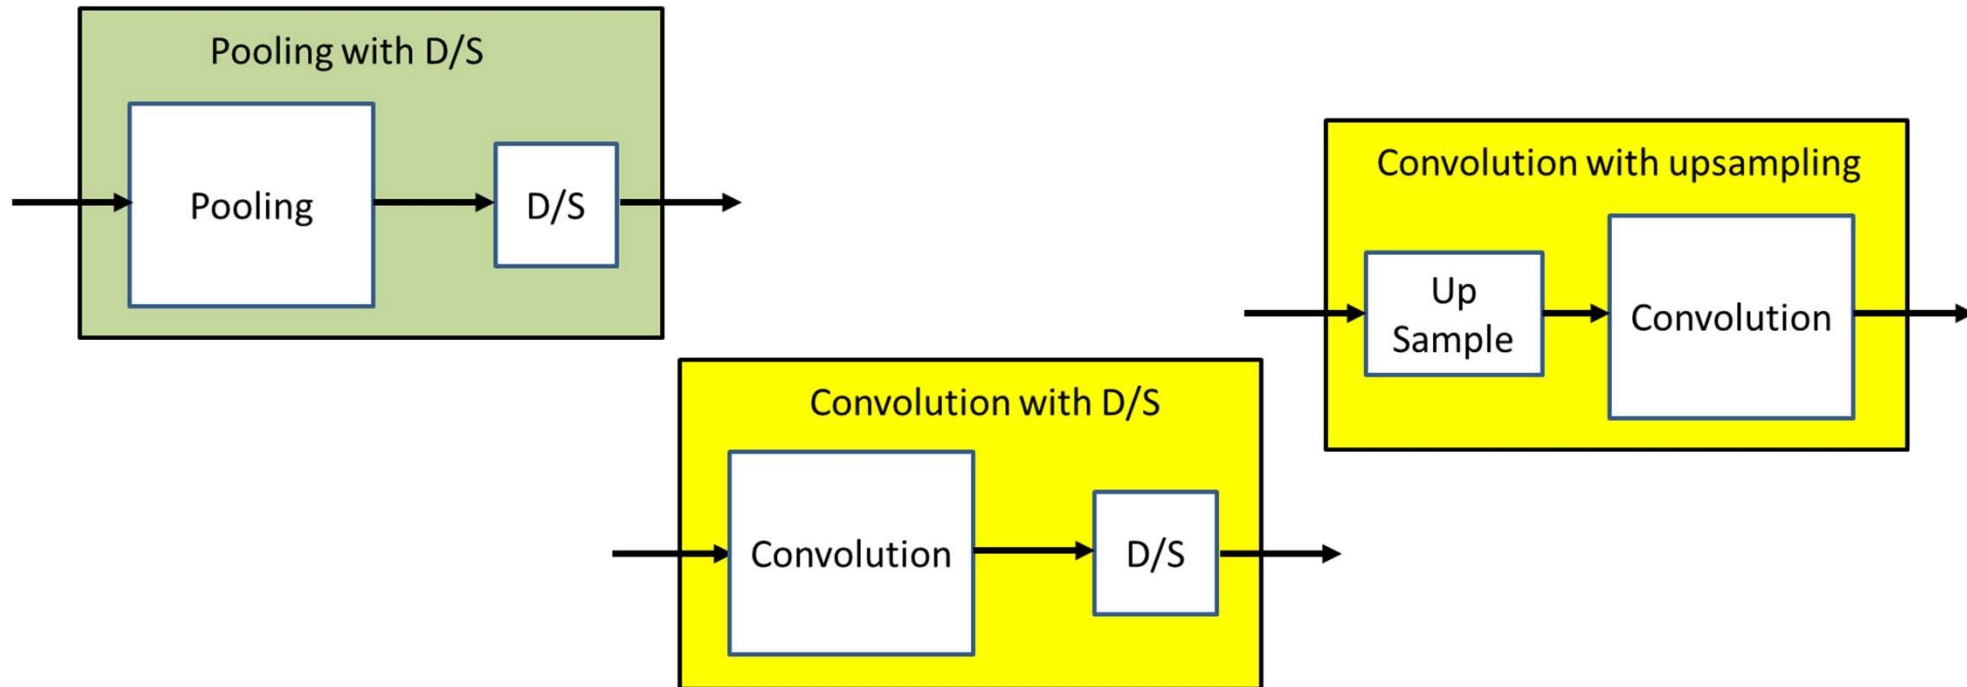 Pooling with D/S
Pooling
D/S
Convolution with upsampling
Up
Sample
Convolution
Convolution with D/S
Convolution
D/S